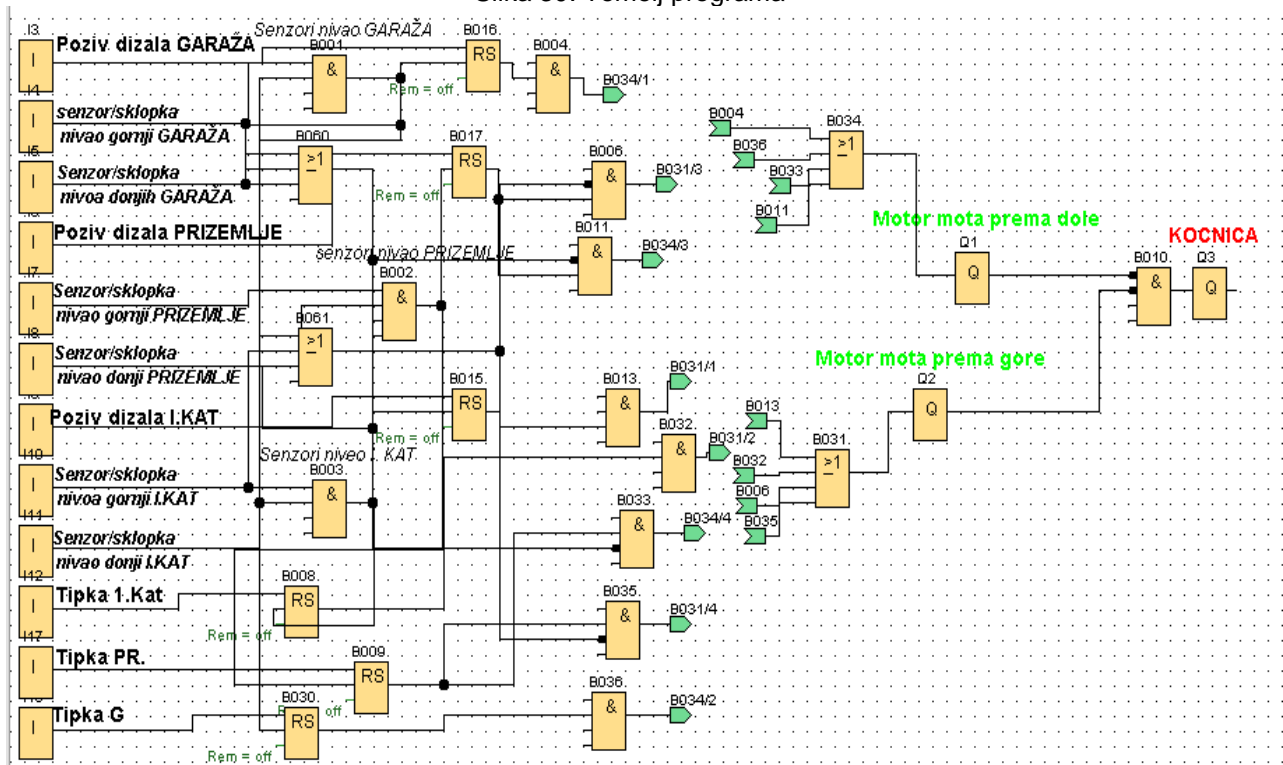 I3
Poziv dizala GARAŽA
Senzori nivao GARAŽA
B001
&
B016
RS
Rem = off
B004
&
B034/1
I4
I
senzor/sklopka
nivao gornji GARAŽA
I
Senzor/sklopka
nivoa donjih GARAŽA
B060
>1
B017
RS
Rem = off
B006
&
B031/3
B011
&
B034/3
B004
B036
B033
B011
B034
>1
Motor mota prema dole
Q1
Q
KOCNICA
B010
&
Q3
Q
I
Poziv dizala PRIZEMLJE
senzori nivao PRIZEMLJE
I7
I
Senzor/sklopka
nivao gornji PRIZEMLJE
B002
&
I8
I
Senzor/sklopka
nivao donji PRIZEMLJE
B061
>1
Motor mota prema gore
Q2
Q
B015
RS
Rem = off
B013
&
B031/1
B032
&
B031/2
B013
B032
B006
B035
B031
>1
I
Poziv dizala I.KAT
Senzori niveo I. KAT
I10
I
Senzor/sklopka
nivoa gornji I.KAT
B003
&
B033
&
B034/4
I11
I
Senzor/sklopka
nivao donji I.KAT
I12
I
Tipka 1.Kat
B008
RS
Rem = off
B035
&
B031/4
I17
I
Tipka PR.
B009
RS
off
B036
&
B034/2
I
Tipka G
B030
RS
Rem = off